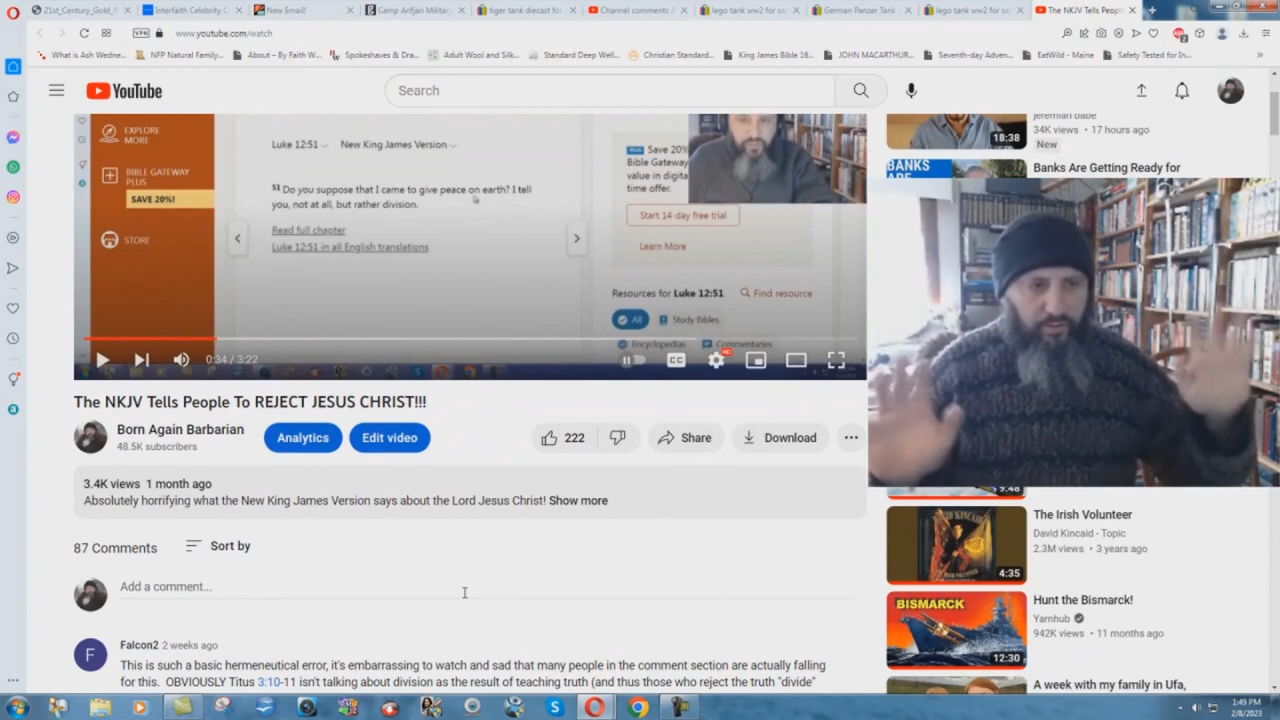 21st_Century_Gold_F
Interfaith Celebrity C
New Email!
Camp Arifjan Military
tiger tank diecast for
Channel comments &
lego tank ww2 for sa
German Panzer Tank
lego tank ww2 for sa
The NKJV Tells People
VPN
www.youtube.com/watch
What is Ash Wedne...
NFP Natural Family...
About – By Faith W...
Spokeshaves & Dra...
Adult Wool and Silk...
Standard Deep Well...
Christian Standard...
King James Bible 16...
JOHN MACARTHUR...
Seventh-day Adven...
EatWild - Maine
Safety Tested for In...
YouTube
Search
EXPLORE
MORE
BIBLE GATEWAY
PLUS
SAVE 20%!
STORE
Luke 12:51
New King James Version
51 Do you suppose that I came to give peace on earth? I tell
you, not at all, but rather division.
Read full chapter
Luke 12:51 in all English translations
Save 20%
Bible Gateway
value in digita
time offer.
Start 14-day free trial
Learn More
Resources for Luke 12:51
Find resource
All
Study Bibles
Encyclopedias
Commentaries
0:34 / 3:22
CC
HD
The NKJV Tells People To REJECT JESUS CHRIST!!!
Born Again Barbarian
48.5K subscribers
Analytics
Edit video
222
Share
Download
3.4K views 1 month ago
Absolutely horrifying what the New King James Version says about the Lord Jesus Christ! Show more
87 Comments
Sort by
Add a comment...
F
Falcon2 2 weeks ago
This is such a basic hermeneutical error, it's embarrassing to watch and sad that many people in the comment section are actually falling
for this. OBVIOUSLY Titus 3:10-11 isn't talking about division as the result of teaching truth (and thus those who reject the truth "divide"
jeremiah babe
34K views • 17 hours ago
New
18:38
BANKS
ARE
Banks Are Getting Ready for
9:48
The Irish Volunteer
David Kincaid - Topic
2.3M views • 3 years ago
4:35
BISMARCK
12:30
Hunt the Bismarck!
Yarnhub
942K views • 11 months ago
A week with my family in Ufa,
1:49 PM
2/8/2023